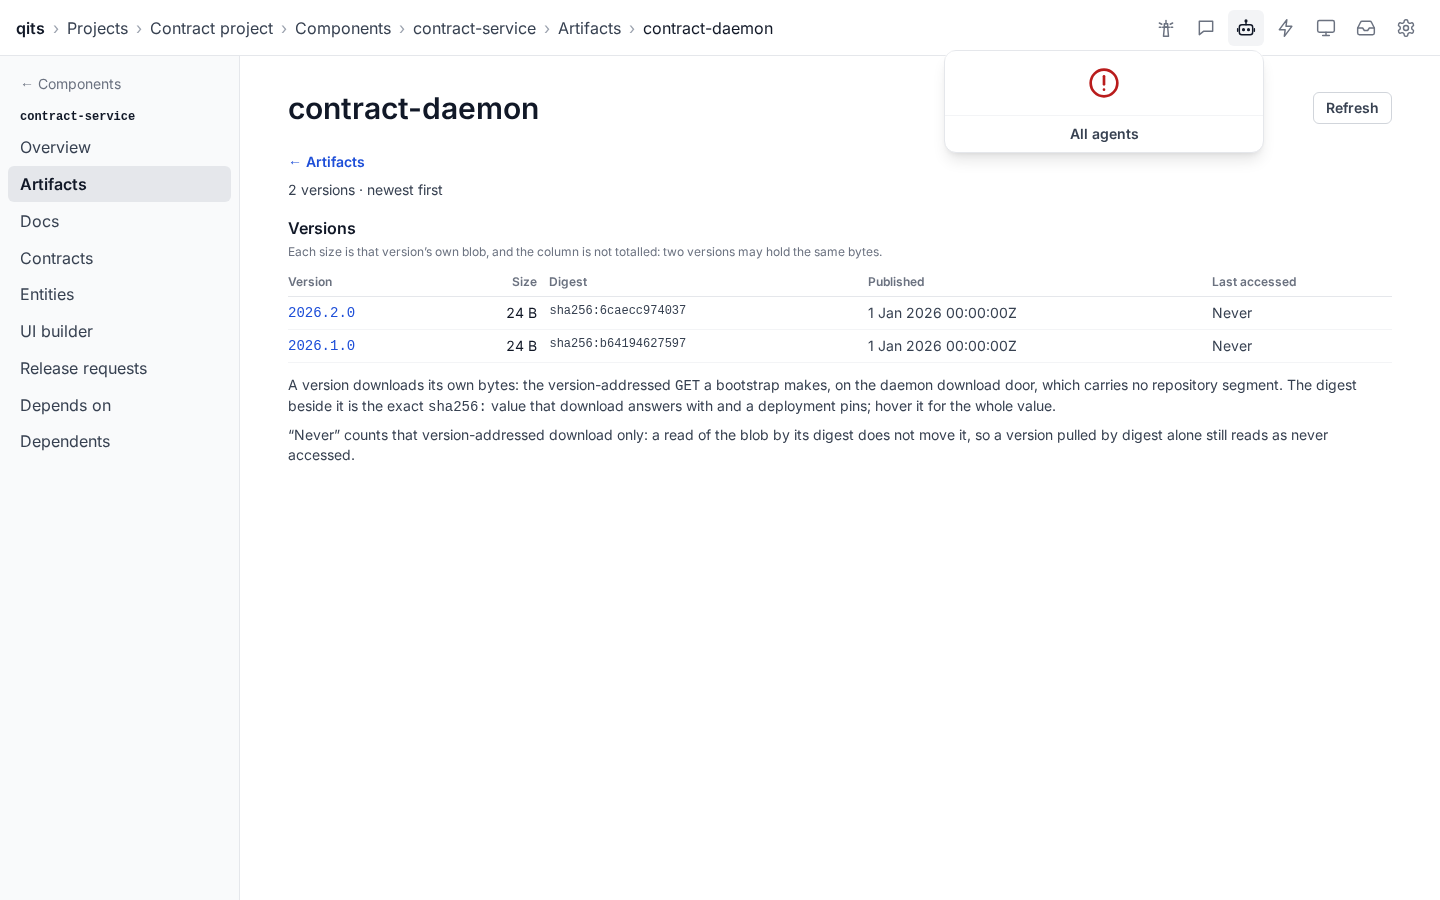 qits › Projects › Contract project › Components › contract-service › Artifacts › contract-daemon
All agents
← Components
contract-service
Overview
Artifacts
Docs
Contracts
Entities
UI builder
Release requests
Depends on
Dependents
contract-daemon
Refresh
← Artifacts
2 versions · newest first
Versions
Each size is that version’s own blob, and the column is not totalled: two versions may hold the same bytes.
Version Size Digest Published Last accessed
2026.2.0 24 B sha256:6caecc974037 1 Jan 2026 00:00:00Z Never
2026.1.0 24 B sha256:b64194627597 1 Jan 2026 00:00:00Z Never
A version downloads its own bytes: the version-addressed GET a bootstrap makes, on the daemon download door, which carries no repository segment. The digest
beside it is the exact sha256: value that download answers with and a deployment pins; hover it for the whole value.
“Never” counts that version-addressed download only: a read of the blob by its digest does not move it, so a version pulled by digest alone still reads as never
accessed.